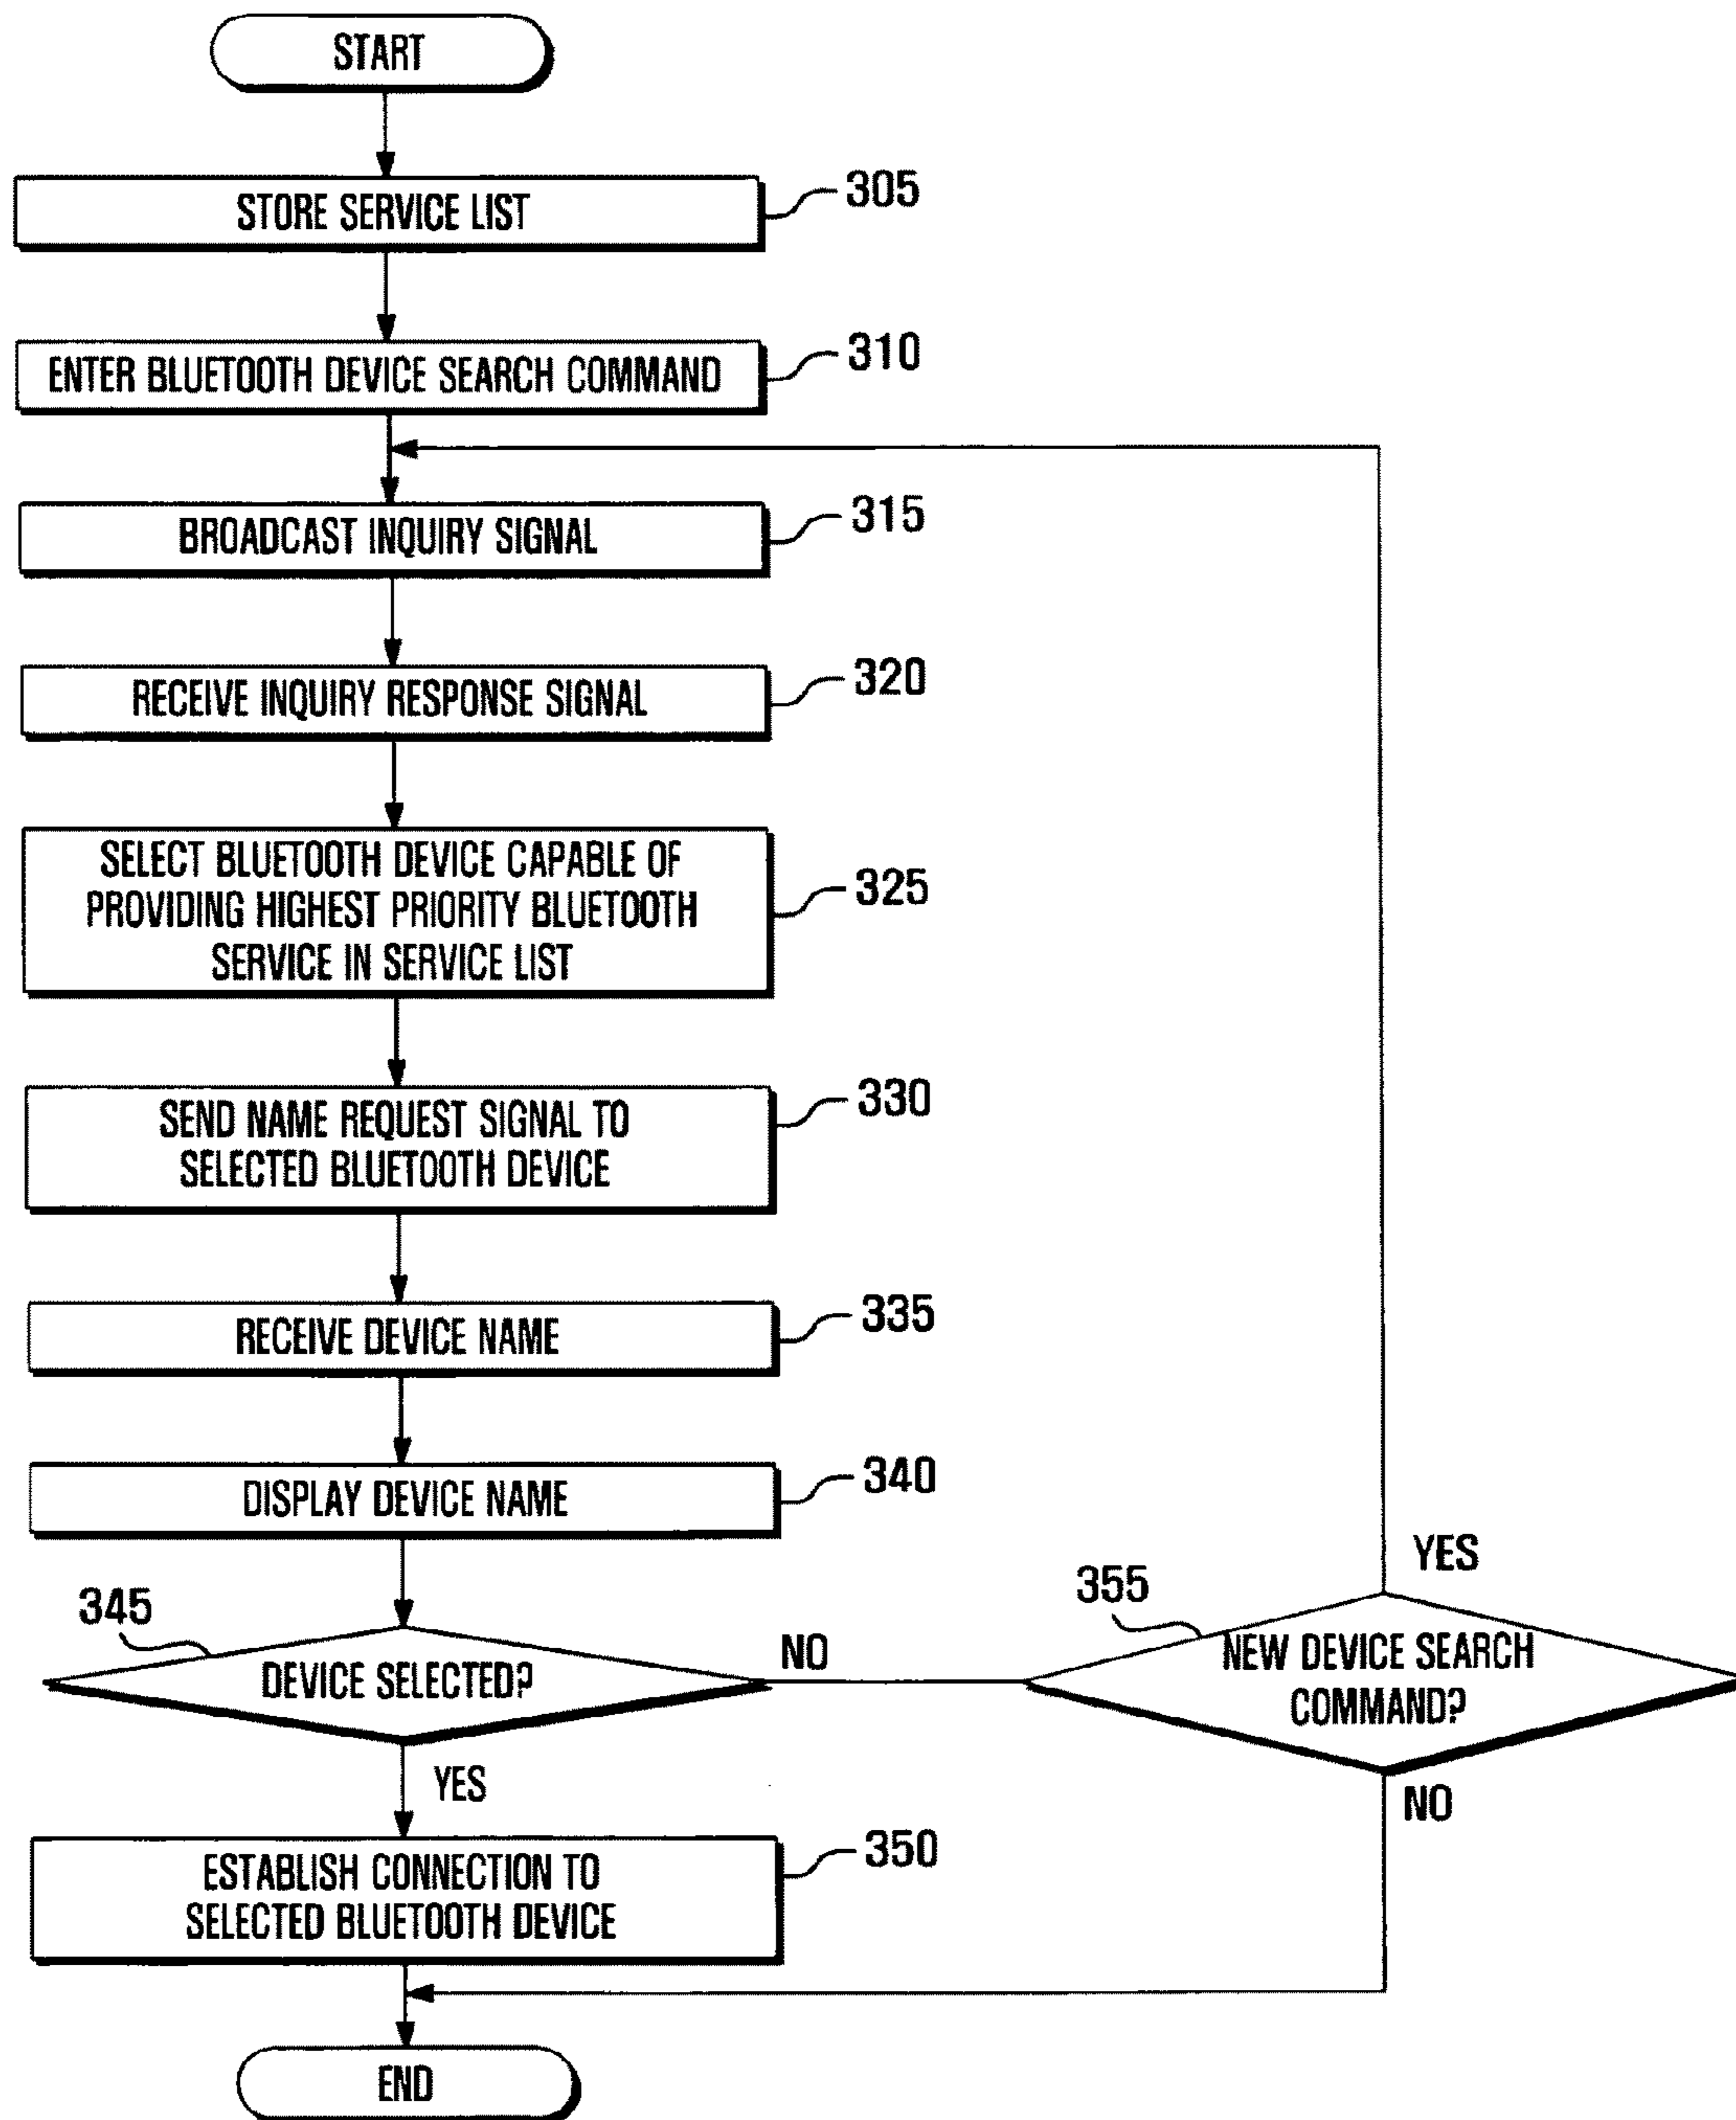 START
STORE SERVICE LIST
305
ENTER BLUETOOTH DEVICE SEARCH COMMAND
310
BROADCAST INQUIRY SIGNAL
315
RECEIVE INQUIRY RESPONSE SIGNAL
320
SELECT BLUETOOTH DEVICE CAPABLE OF
PROVIDING HIGHEST PRIORITY BLUETOOTH
SERVICE IN SERVICE LIST
325
SEND NAME REQUEST SIGNAL TO
SELECTED BLUETOOTH DEVICE
330
RECEIVE DEVICE NAME
335
DISPLAY DEVICE NAME
340
345
DEVICE SELECTED?
NO
YES
355
NEW DEVICE SEARCH
COMMAND?
YES
NO
ESTABLISH CONNECTION TO
SELECTED BLUETOOTH DEVICE
350
END